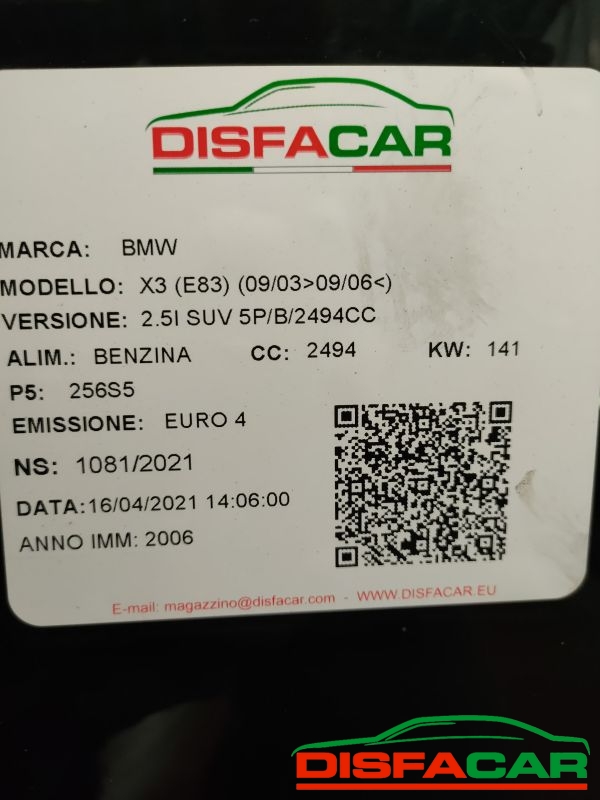 DISFACAR
MARCA: BMW
MODELLO: X3 (E83) (09/03>09/06<)
VERSIONE: 2.5I SUV 5P/B/2494CC
ALIM.: BENZINA CC: 2494 KW: 141
P5: 256S5
EMISSIONE: EURO 4
NS: 1081/2021
DATA:16/04/2021 14:06:00
ANNO IMM: 2006
E-mail: magazzino@disfacar.com - WWW.DISFACAR.EU
DISFACAR